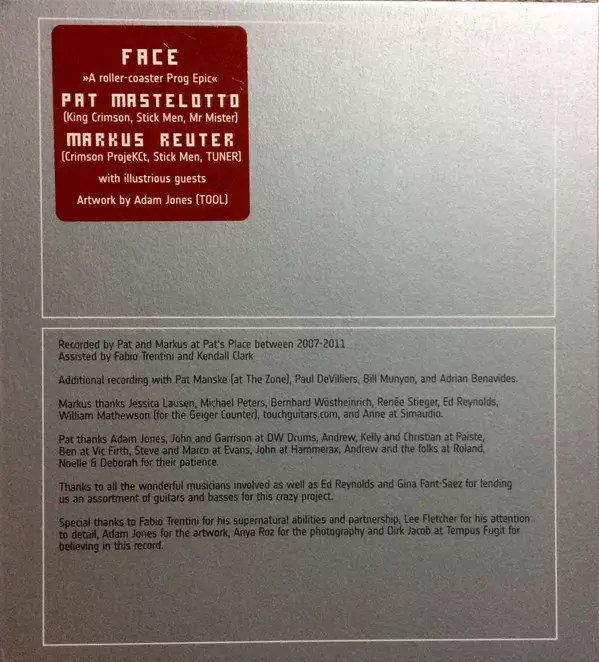 FACE
»A roller-coaster Prog Epic«
PAT MASTELOTTO
(King Crimson, Stick Men, Mr Mister)
MARKUS REUTER
(Crimson ProjeKCt, Stick Men, TUNER)
with illustrious guests
Artwork by Adam Jones (TOOL)
Recorded by Pat and Markus at Pat's Place between 2007-2011
Assisted by Fabio Trentini and Kendall Clark
Additional recording with Pat Manske (at The Zone), Paul DeVilliers, Bill Munyon, and Adrian Benavides.
Markus thanks Jessica Lausen, Michael Peters, Bernhard Wöstheinrich, Renée Stieger, Ed Reynolds,
William Mathewson (for the Geiger Counter), touchguitars.com, and Anne at Simaudio.
Pat thanks Adam Jones, John and Garrison at DW Drums, Andrew, Kelly and Christian at Paiste,
Ben at Vic Firth, Steve and Marco at Evans, John at Hammerax, Andrew and the folks at Roland,
Noelle & Deborah for their patience.
Thanks to all the wonderful musicians involved as well as Ed Reynolds and Gina Fant-Saez for lending
us an assortment of guitars and basses for this crazy project.
Special thanks to Fabio Trentini for his supernatural abilities and partnership, Lee Fletcher for his attention
to detail, Adam Jones for the artwork, Anya Roz for the photography and Dirk Jacob at Tempus Fugit for
believing in this record.